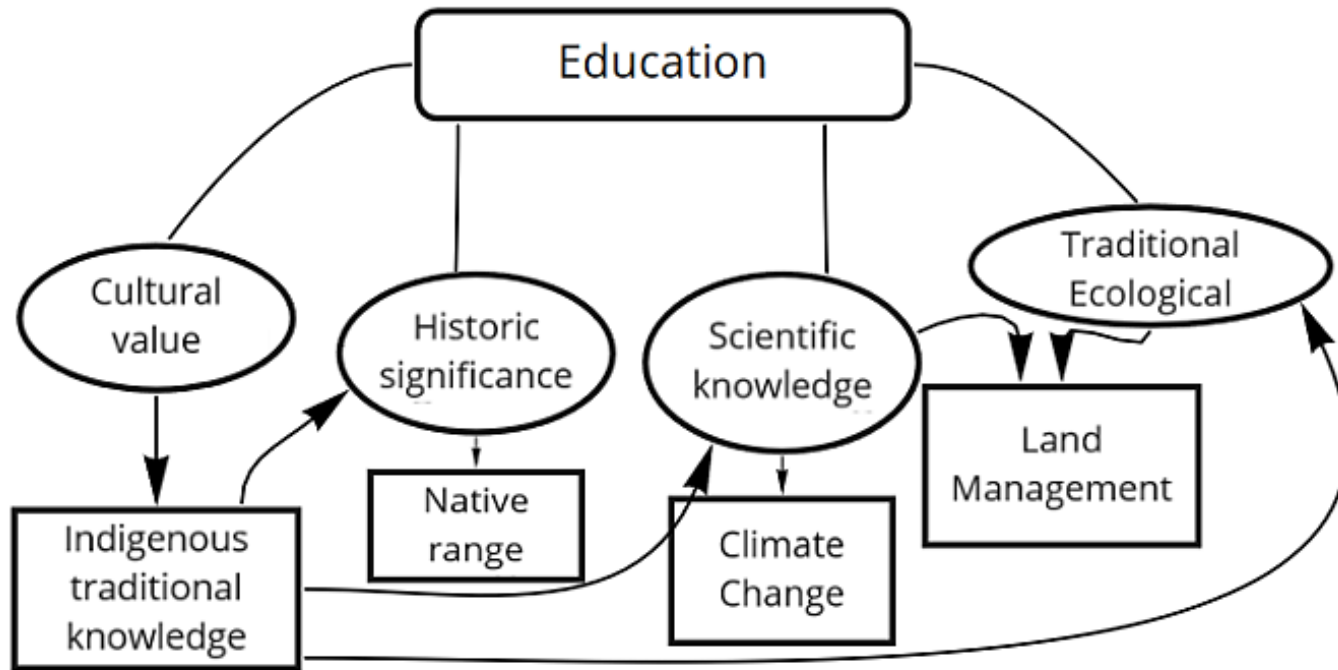 Education
Cultural
value
Historic
significance
Scientific
knowledge
Traditional
Ecological
Indigenous
traditional
knowledge
Native
range
Climate
Change
Land
Management